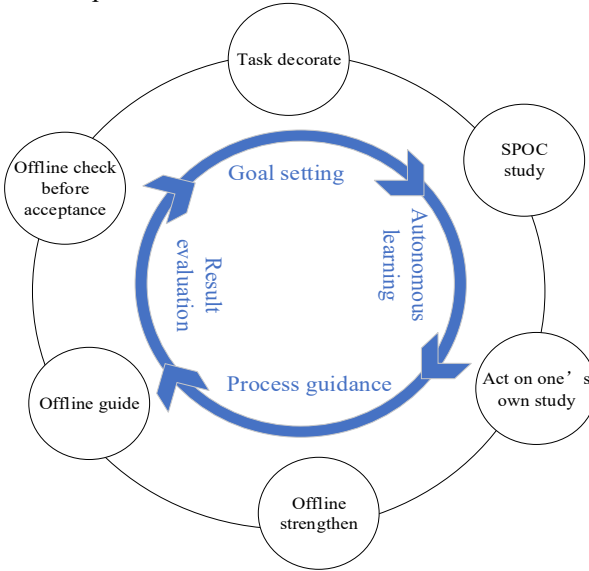 Task decorate
SPOC
study
Act on one’s
own study
Offline
strengthen
Offline guide
Offline check
before
acceptance
Goal setting
Autonomous
learning
Process guidance
Result
evaluation